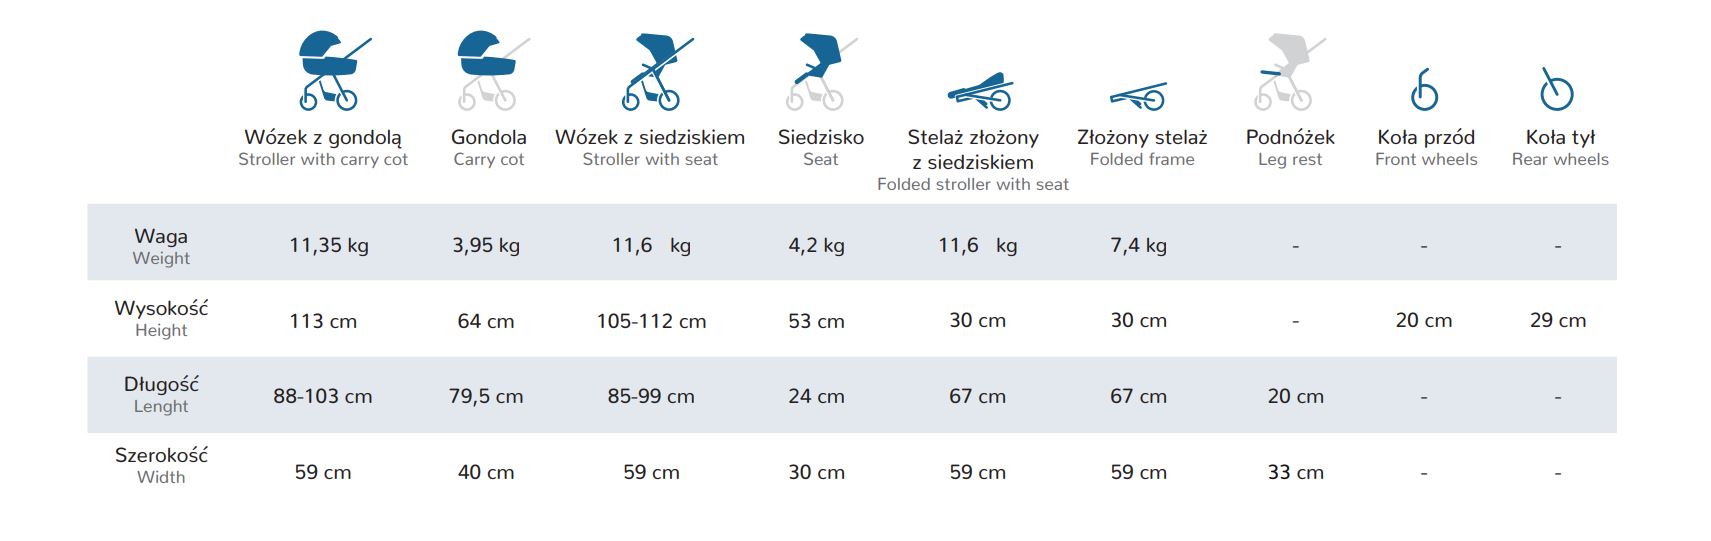 Wózek z gondolą Gondola Wózek z siedziskiem Siedzisko Stelaż złożony Złożony stelaż Podnóżek Koła przód Koła tył
Stroller with carry cot Carry cot Stroller with seat Seat z siedziskiem Folded frame Leg rest Front wheels Rear wheels
Folded stroller with seat
Waga
Weight
11,35 kg 3,95 kg 11,6 kg 4,2 kg 11,6 kg 7,4 kg - - -
Wysokość
Height
113 cm 64 cm 105-112 cm 53 cm 30 cm 30 cm - 20 cm 29 cm
Długość
Lenght
88-103 cm 79,5 cm 85-99 cm 24 cm 67 cm 67 cm 20 cm - -
Szerokość
Width
59 cm 40 cm 59 cm 30 cm 59 cm 59 cm 33 cm - -